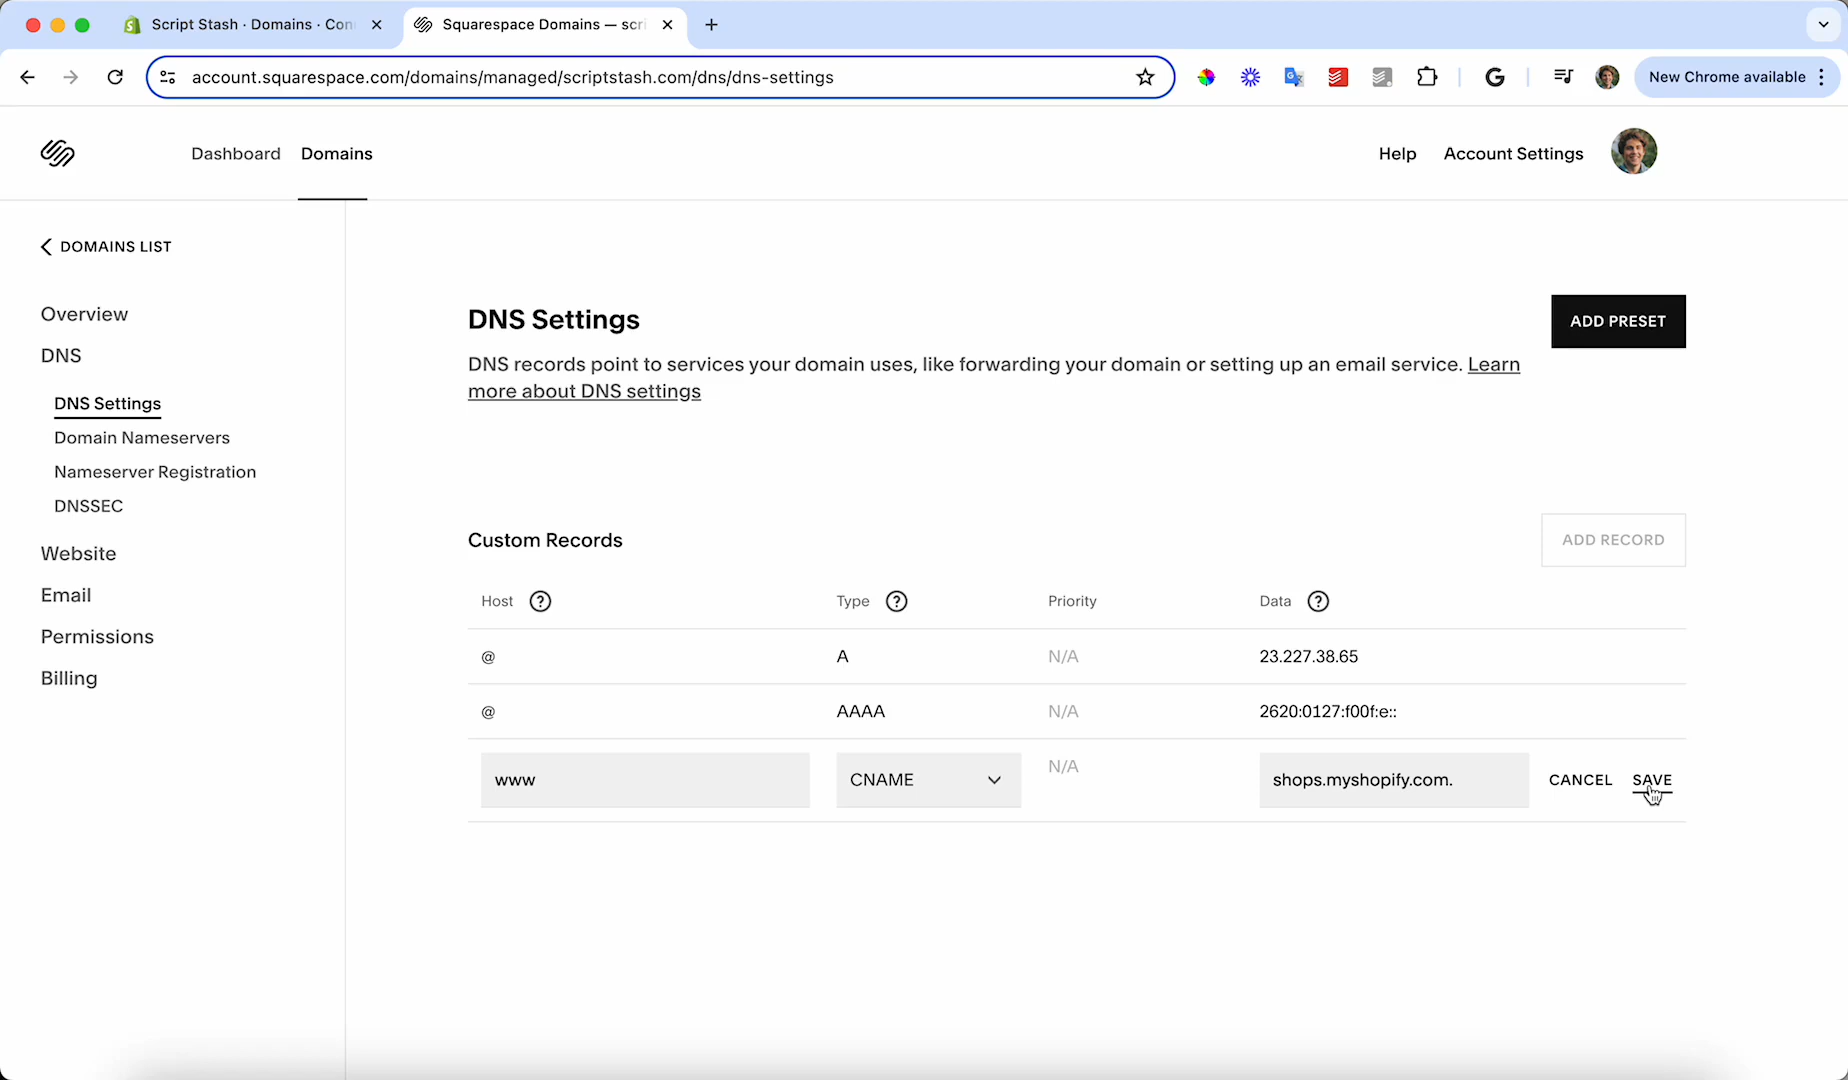 Script Stash · Domains · Con
Squarespace Domains — scri
account.squarespace.com/domains/managed/scriptstash.com/dns/dns-settings
New Chrome available
Dashboard
Domains
Help
Account Settings
DOMAINS LIST
Overview
DNS
DNS Settings
Domain Nameservers
Nameserver Registration
DNSSEC
Website
Email
Permissions
Billing
DNS Settings
ADD PRESET
DNS records point to services your domain uses, like forwarding your domain or setting up an email service. Learn
more about DNS settings
Custom Records
ADD RECORD
Host ? Type ? Priority Data ?
@ A N/A 23.227.38.65
@ AAAA N/A 2620:0127:f00f:e::
www CNAME N/A shops.myshopify.com. CANCEL SAVE